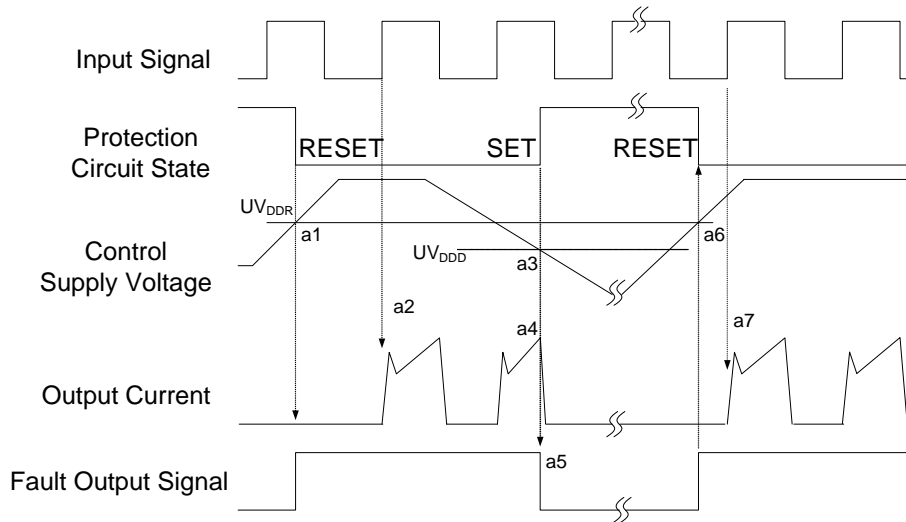 Input Signal
Protection
Circuit State
RESET
SET
RESET
UVDDR
a1
a6
Control
Supply Voltage
UVDDD
a3
a2
a4
a7
Output Current
a5
Fault Output Signal